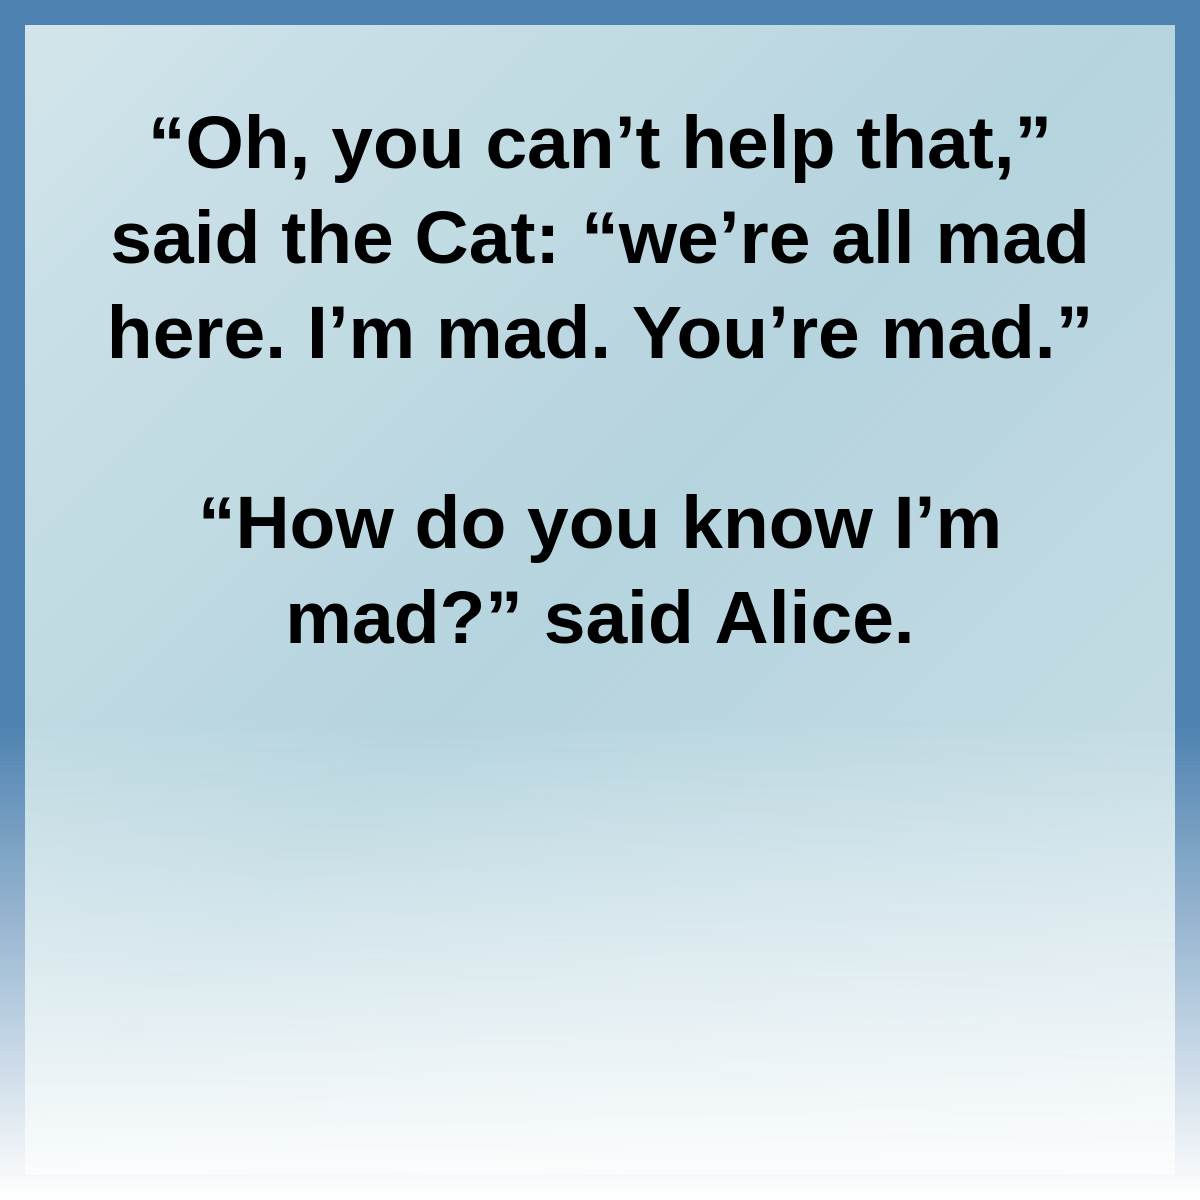 “Oh, you can’t help that,”
said the Cat: “we’re all mad
here. I’m mad. You’re mad.”
“How do you know I’m
mad?” said Alice.